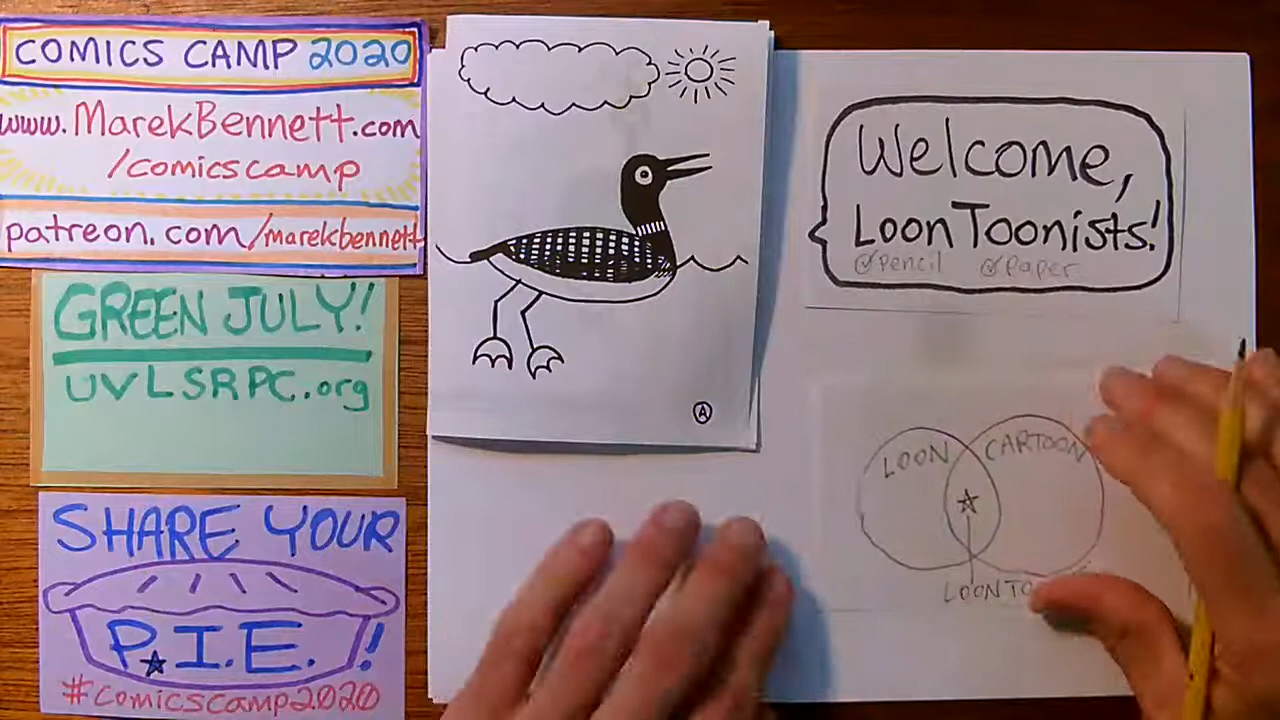 COMICS CAMP 2020
www.MarekBennett.com
/comicscamp
patreon.com/marekbennett
GREEN JULY!
UVLSRPC.org
SHARE YOUR
P.I.E.!
#comicscamp2020
A
Welcome,
LoonToonists!
Pencil Paper
LOON CARTOON
LOONTO